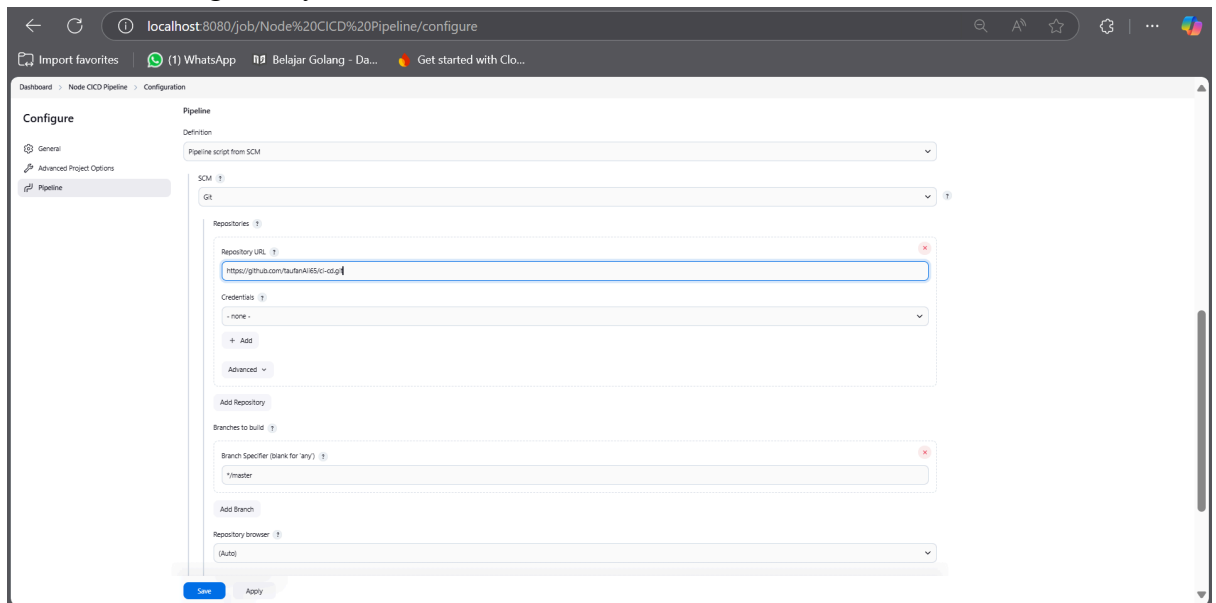 localhost:8080/job/Node%20CICD%20Pipeline/configure
Import favorites
(1) WhatsApp
Belajar Golang - Da...
Get started with Clo...
Dashboard > Node CICD Pipeline > Configuration
Configure
General
Advanced Project Options
Pipeline
Pipeline
Definition
Pipeline script from SCM
SCM ?
Git
?
Repositories ?
Repository URL ?
https://github.com/taufanAli65/ci-cd.git
Credentials ?
- none -
+ Add
Advanced
Add Repository
Branches to build ?
Branch Specifier (blank for 'any') ?
*/master
Add Branch
Repository browser ?
(Auto)
Save
Apply